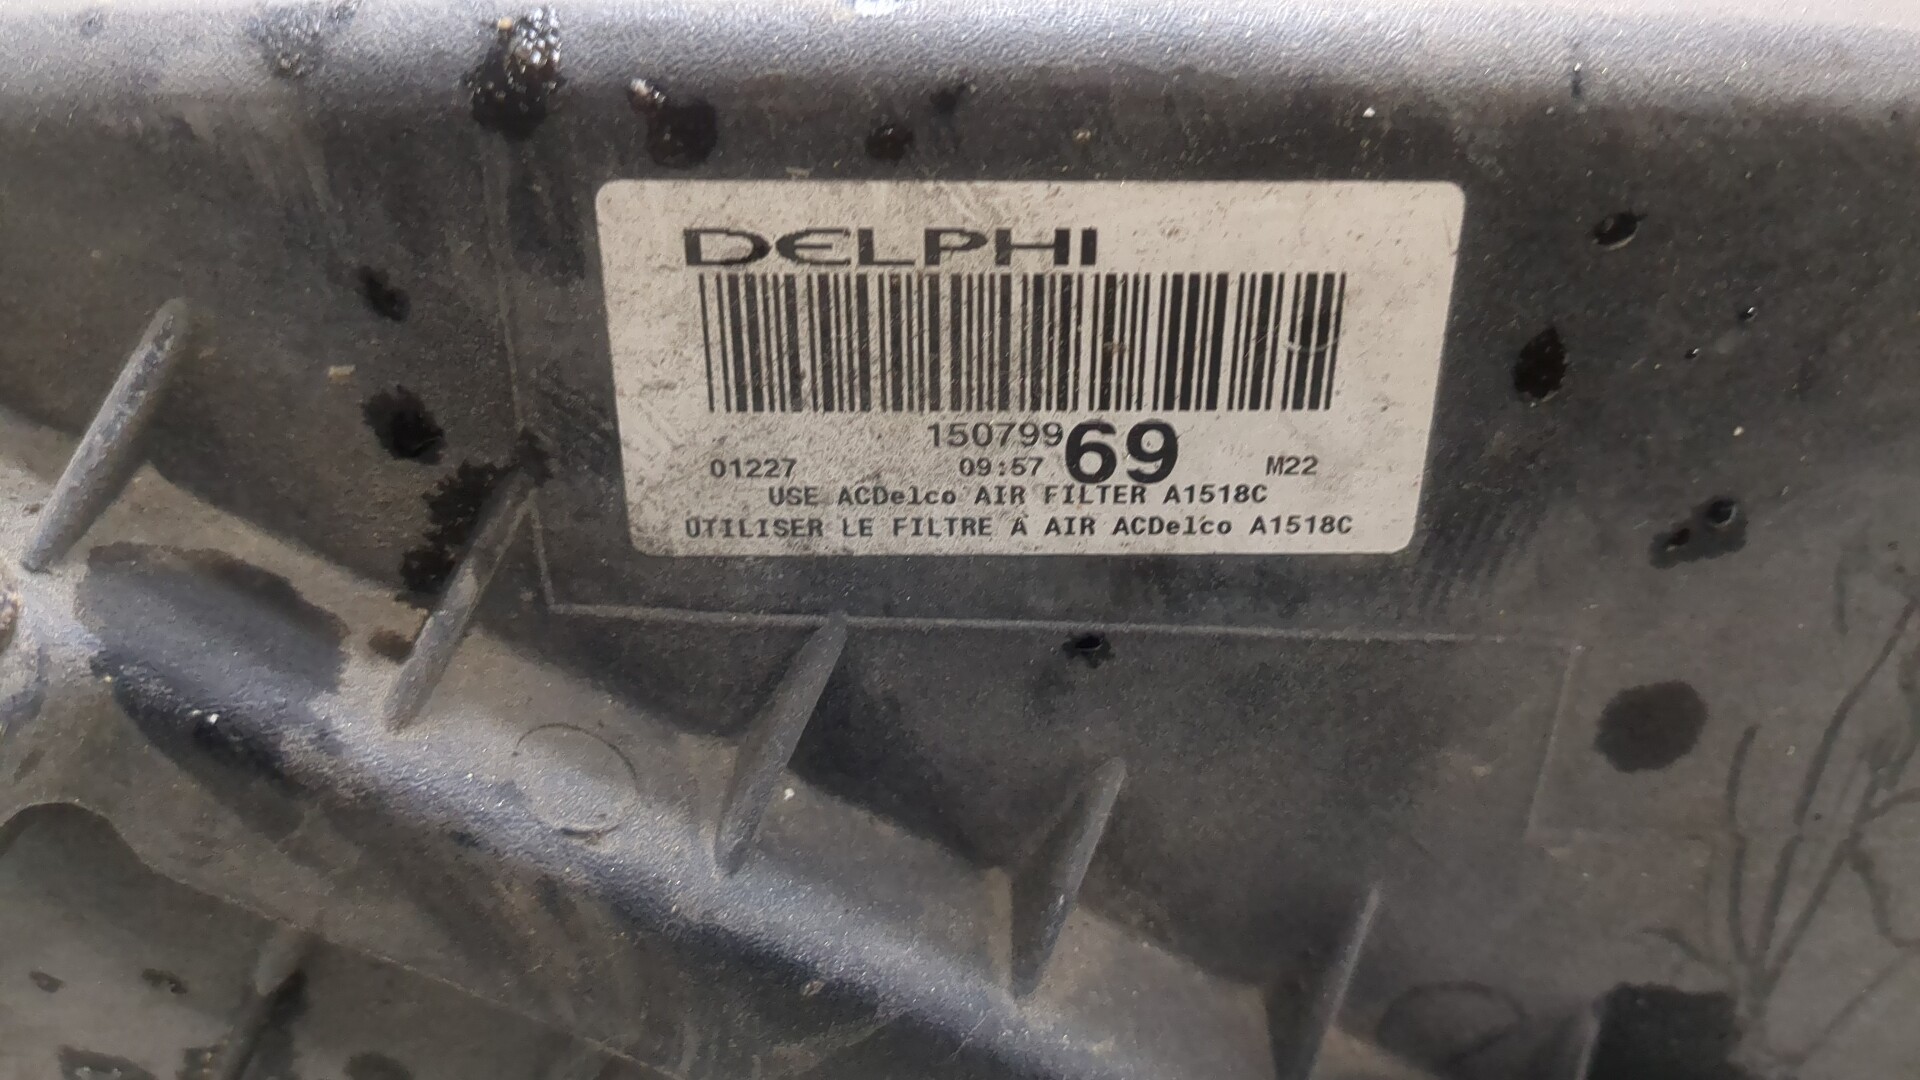 DELPHI
15079969
01227 09:57 M22
USE ACDelco AIR FILTER A1518C
UTILISER LE FILTRE A AIR ACDelco A1518C